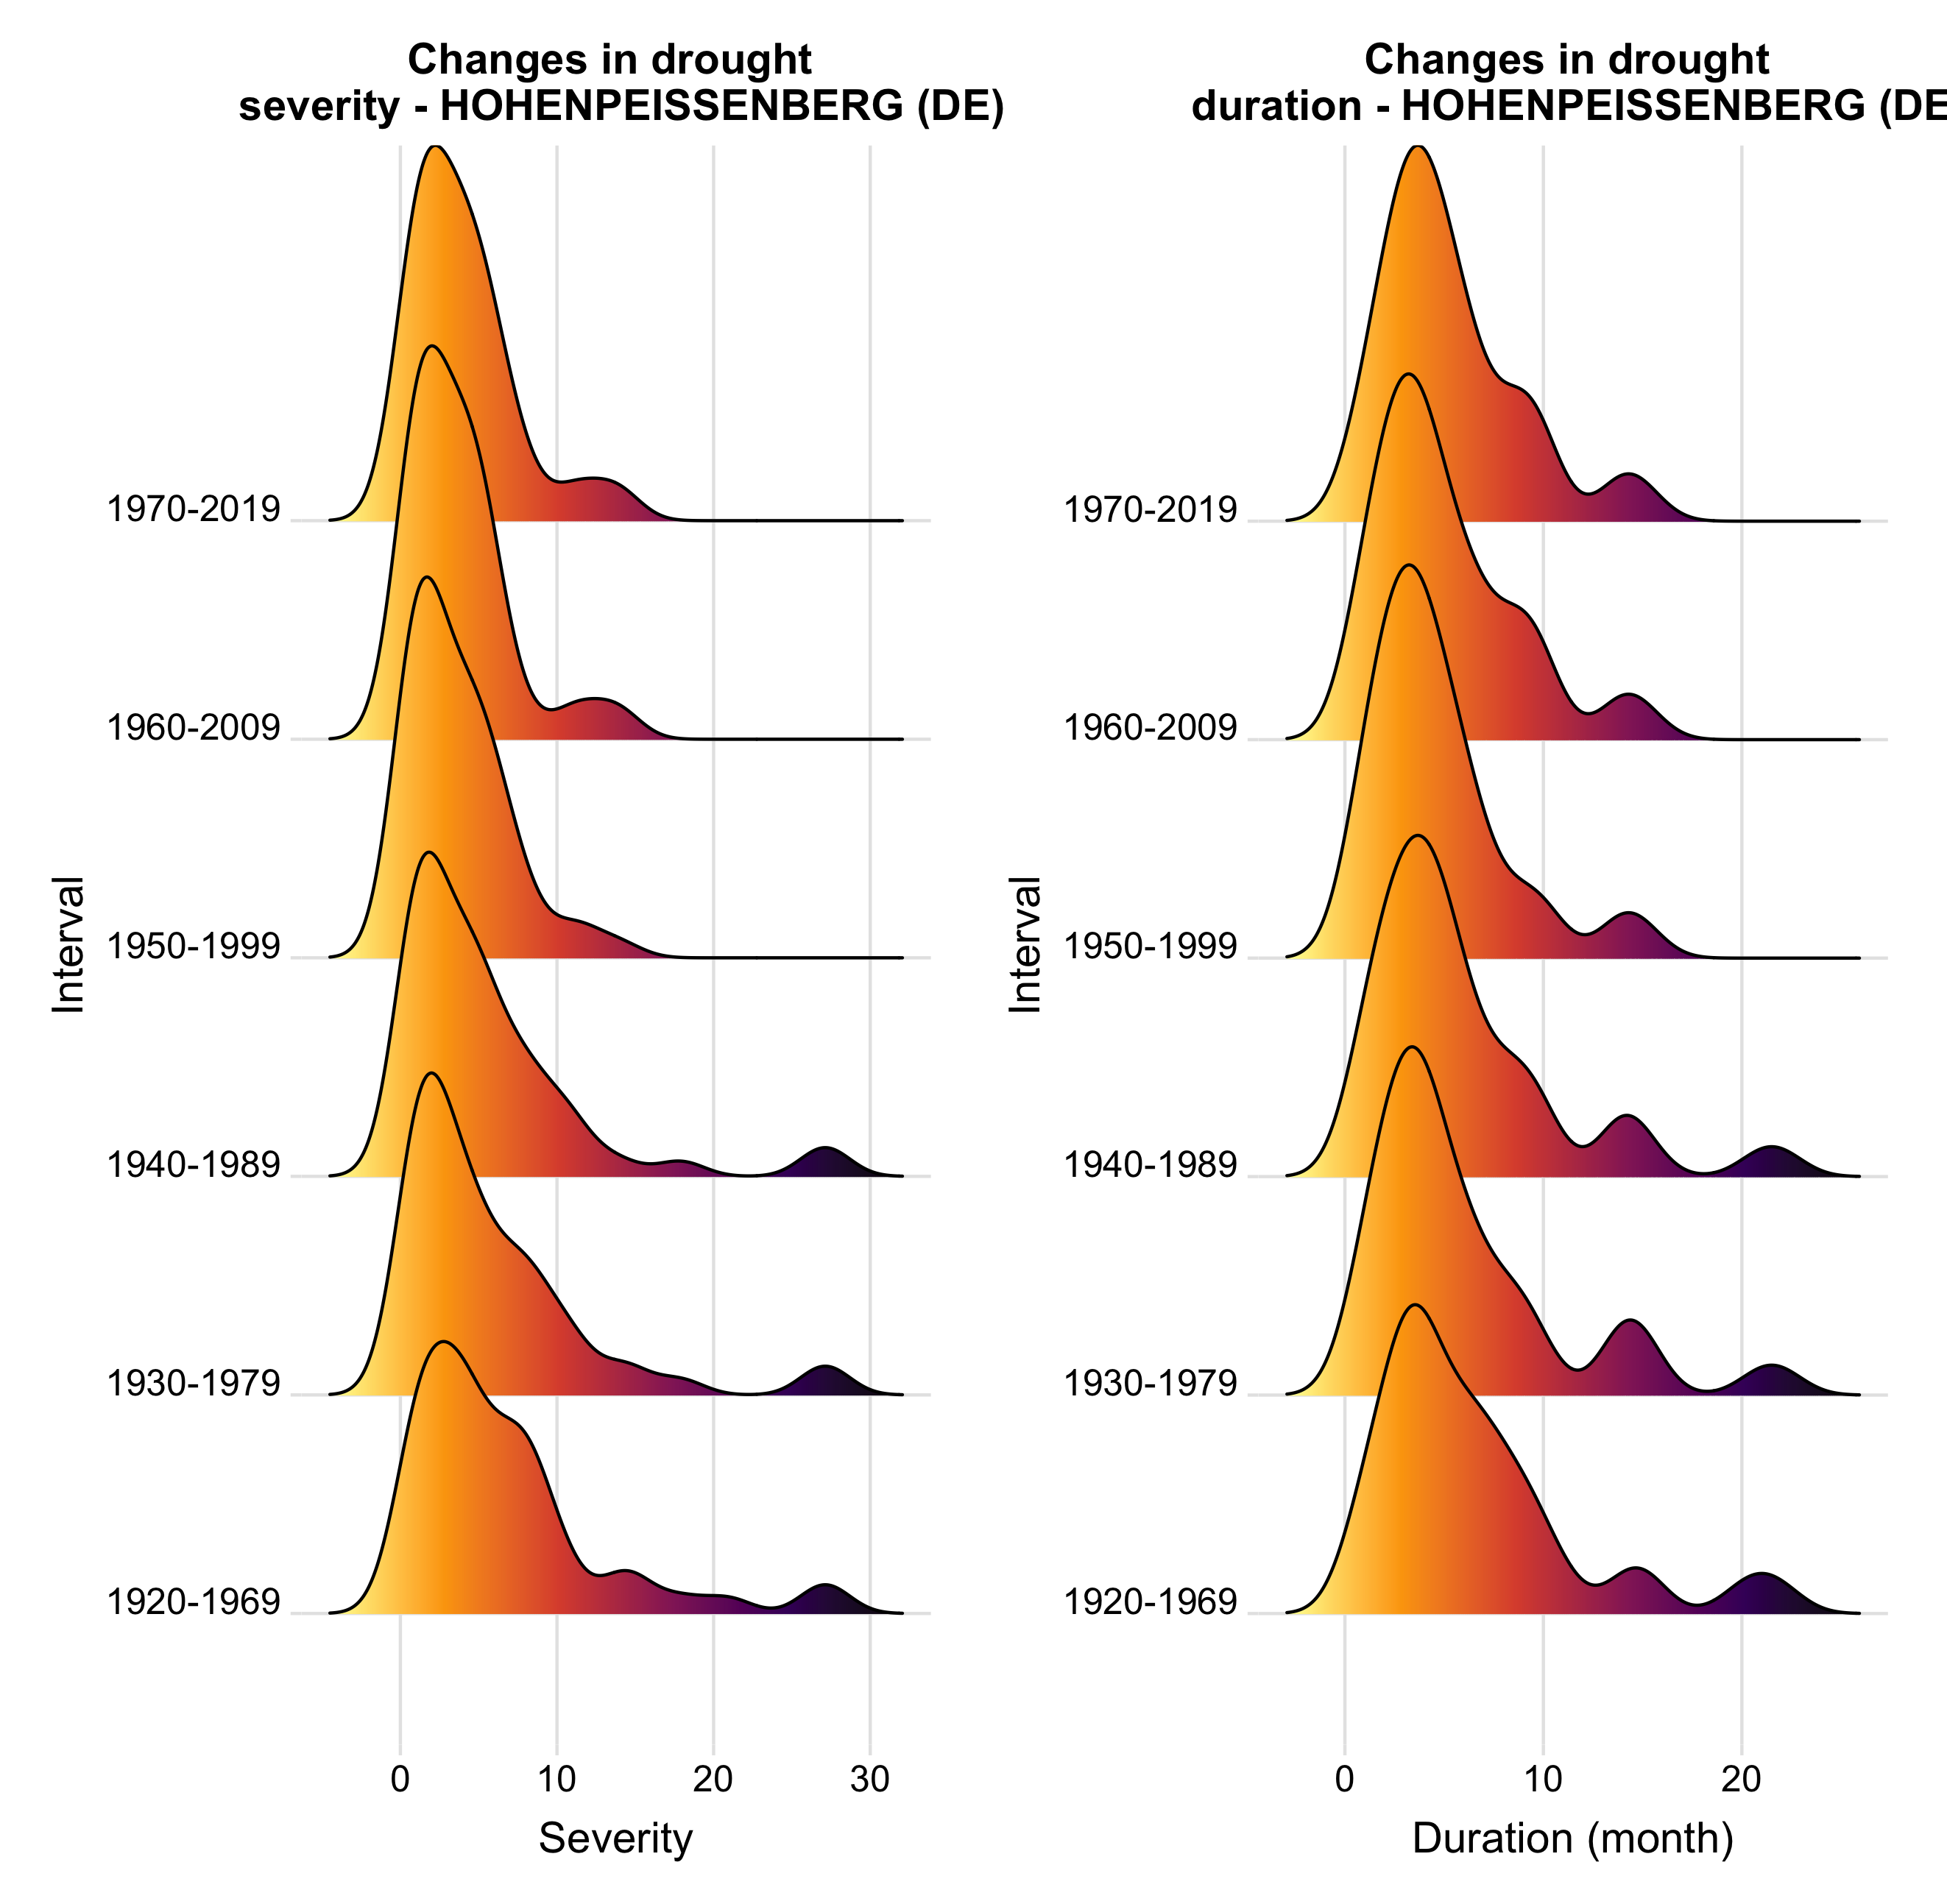 Changes in drought
severity - HOHENPEISSENBERG (DE)
Interval
1970-2019
1960-2009
1950-1999
1940-1989
1930-1979
1920-1969
0 10 20 30
Severity
Changes in drought
duration - HOHENPEISSENBERG (DE
Interval
1970-2019
1960-2009
1950-1999
1940-1989
1930-1979
1920-1969
0 10 20
Duration (month)